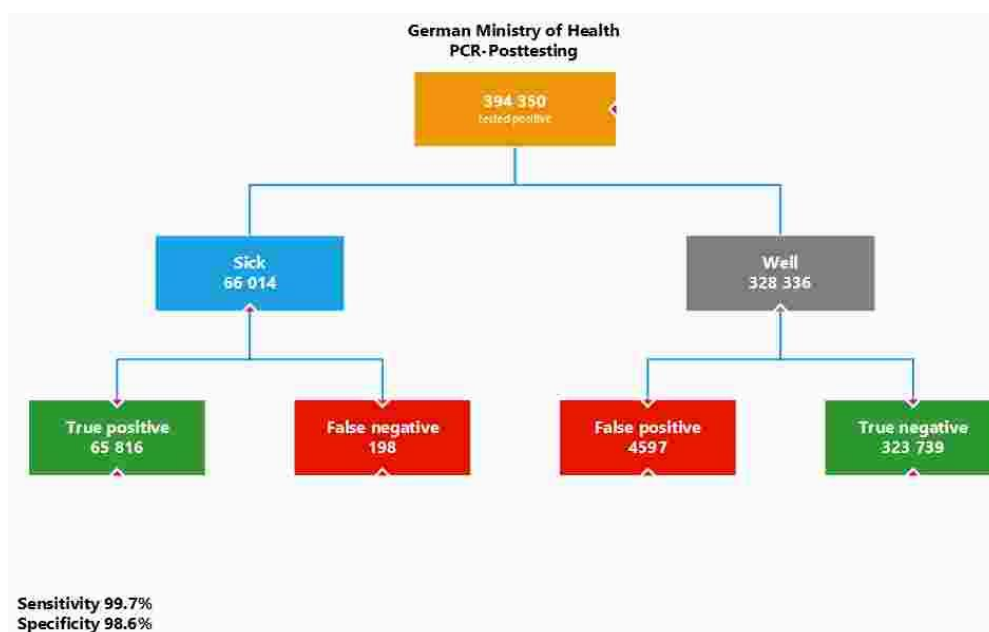 German Ministry of Health
PCR-Posttesting
394 350
tested positive
Sick
66 014
Well
328 336
True positive
65 816
False negative
198
False positive
4597
True negative
323 739
Sensitivity 99.7%
Specificity 98.6%